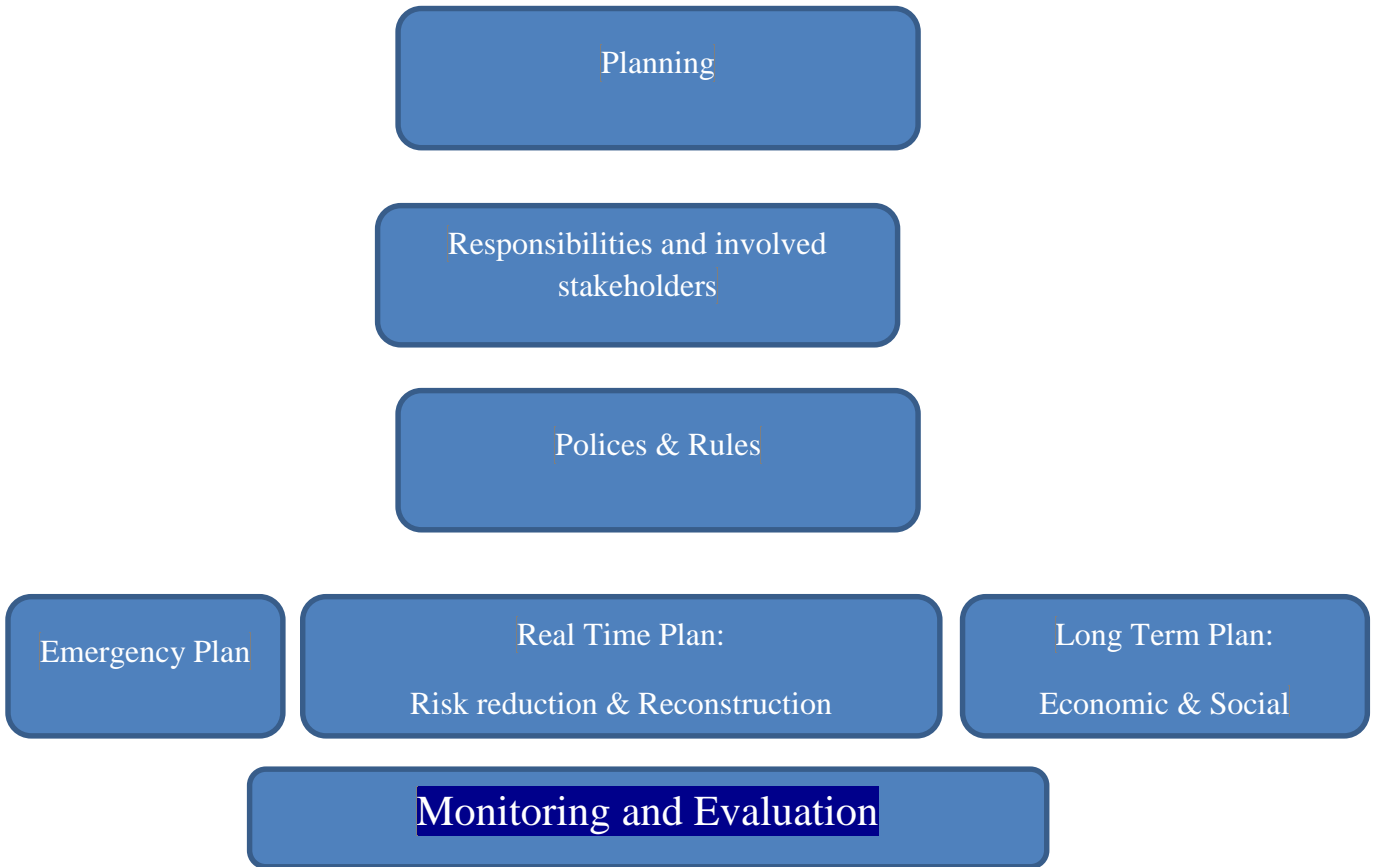 Planning
Responsibilities and involved
stakeholders
Polices & Rules
Emergency Plan
Real Time Plan:
Risk reduction & Reconstruction
Long Term Plan:
Economic & Social
Monitoring and Evaluation